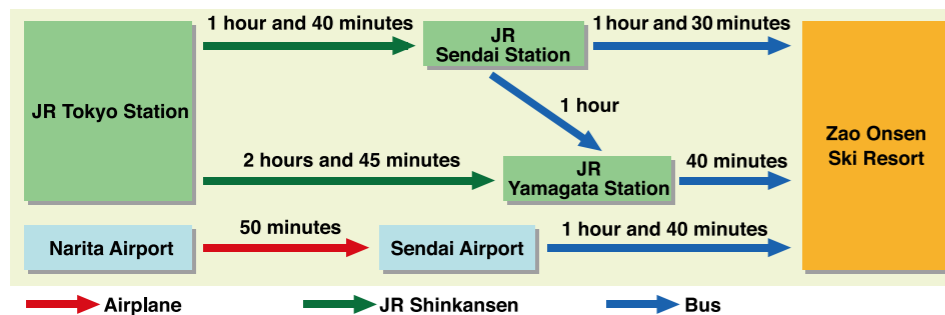 1 hour and 40 minutes
JR
Sendai Station
1 hour and 30 minutes
JR Tokyo Station
1 hour
Zao Onsen
Ski Resort
2 hours and 45 minutes
JR
Yamagata Station
40 minutes
Narita Airport
50 minutes
Sendai Airport
1 hour and 40 minutes
Airplane
JR Shinkansen
Bus